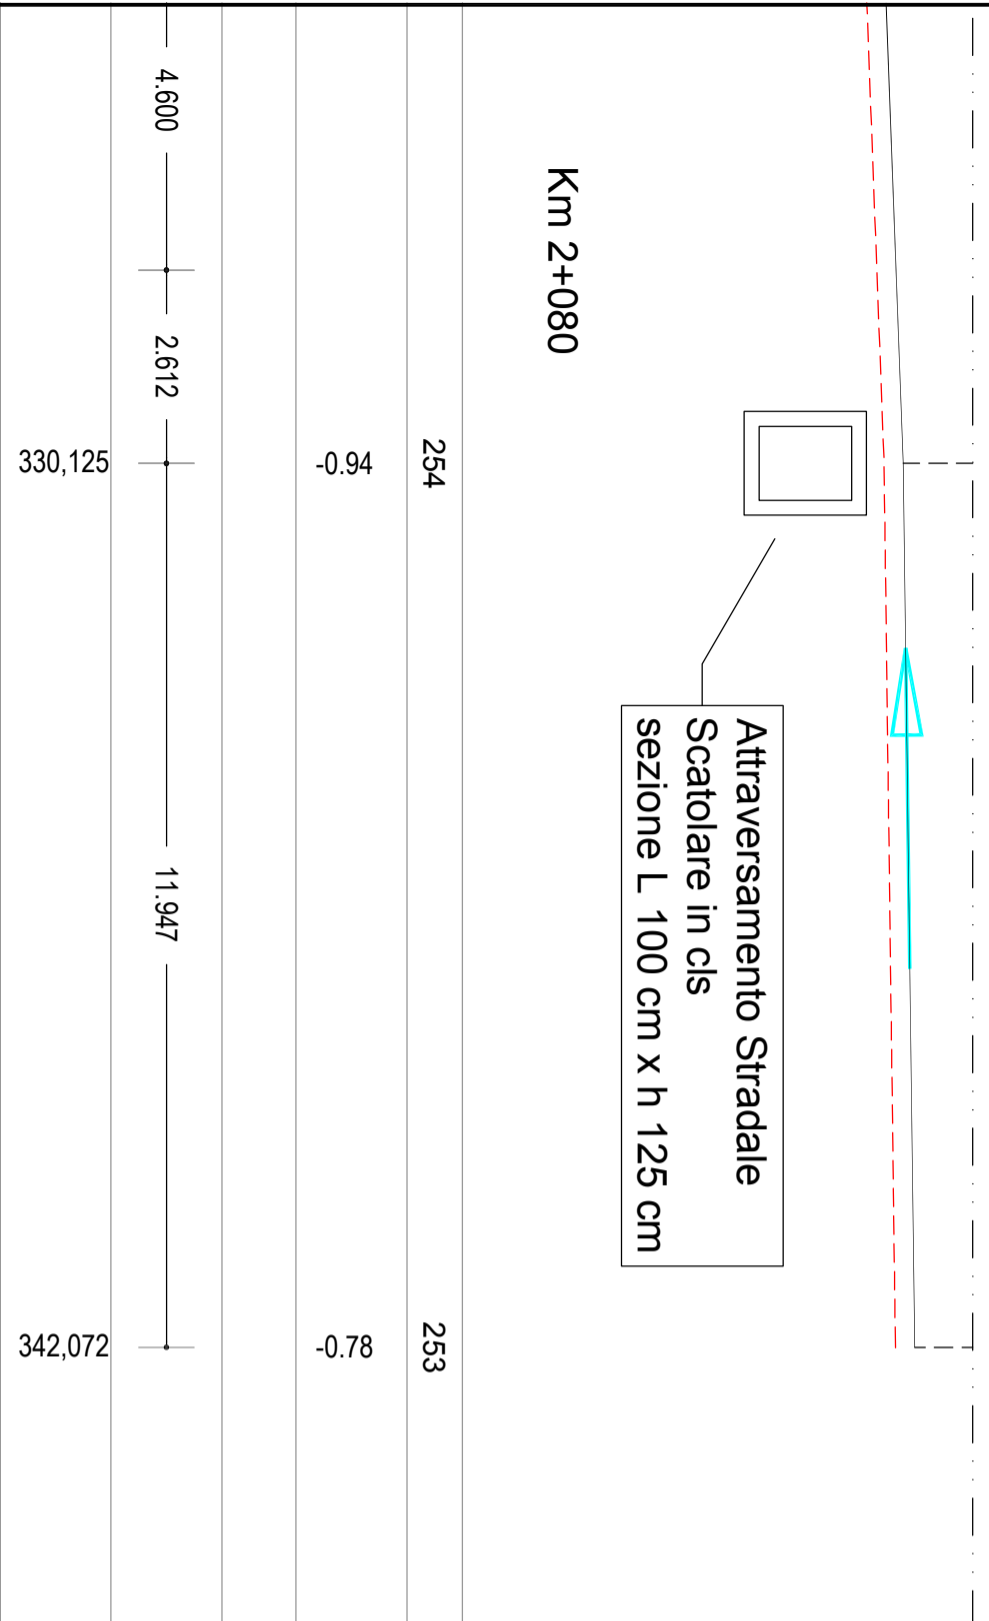 Km 2+080
Attraversamento Stradale
Scatolare in cls
sezione L 100 cm x h 125 cm
254
253
-0.94
-0.78
4.600
2.612
11.947
330,125
342,072